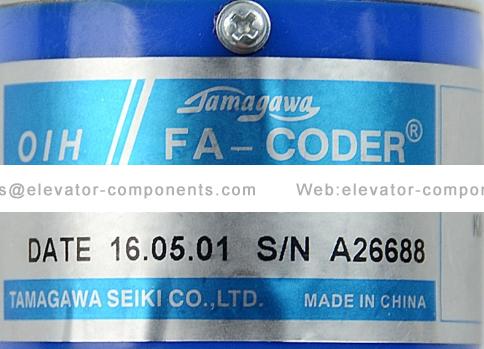 Tamagawa
OIH FA-CODER®
s@elevator-components.com Web:elevator-compor
DATE 16.05.01 S/N A26688
TAMAGAWA SEIKI CO.,LTD. MADE IN CHINA